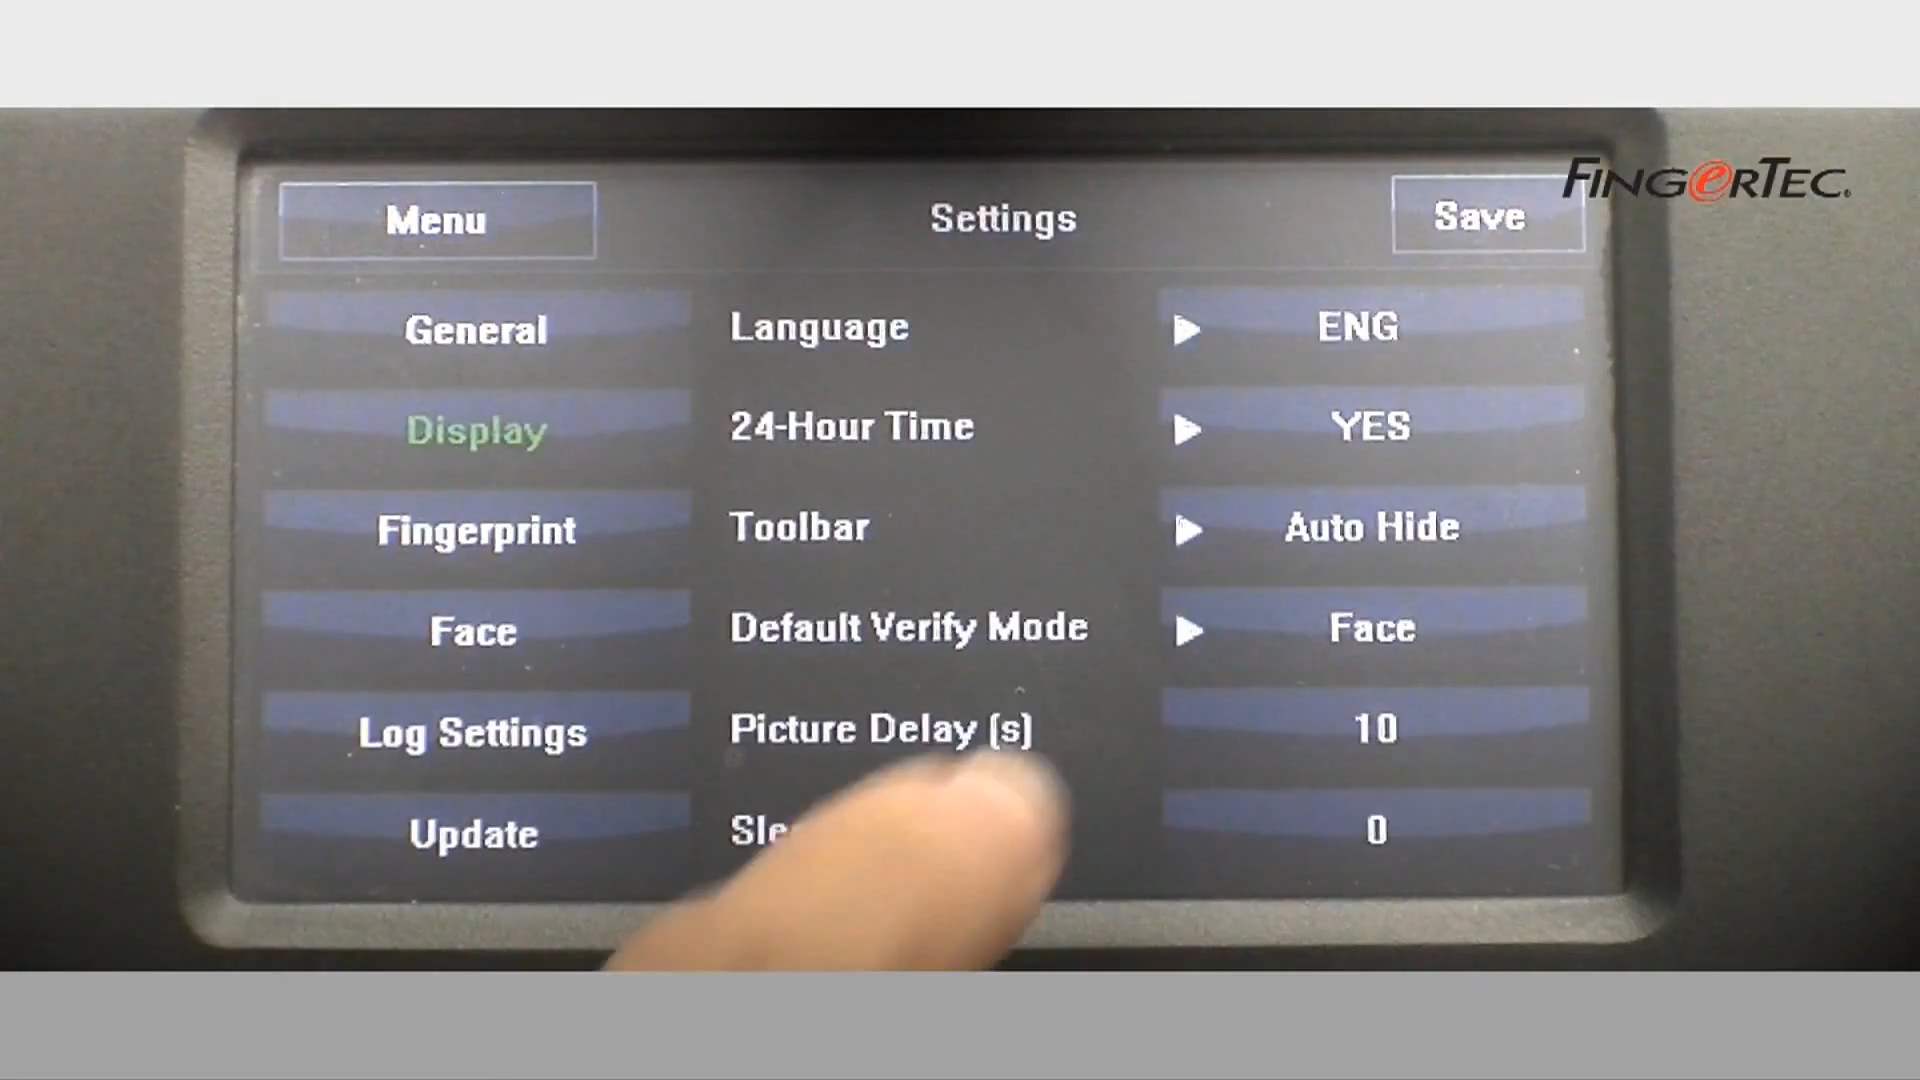 FINGERTEC
Menu Settings Save
General Language ENG
Display 24-Hour Time YES
Fingerprint Toolbar Auto Hide
Face Default Verify Mode Face
Log Settings Picture Delay (s) 10
Update 0